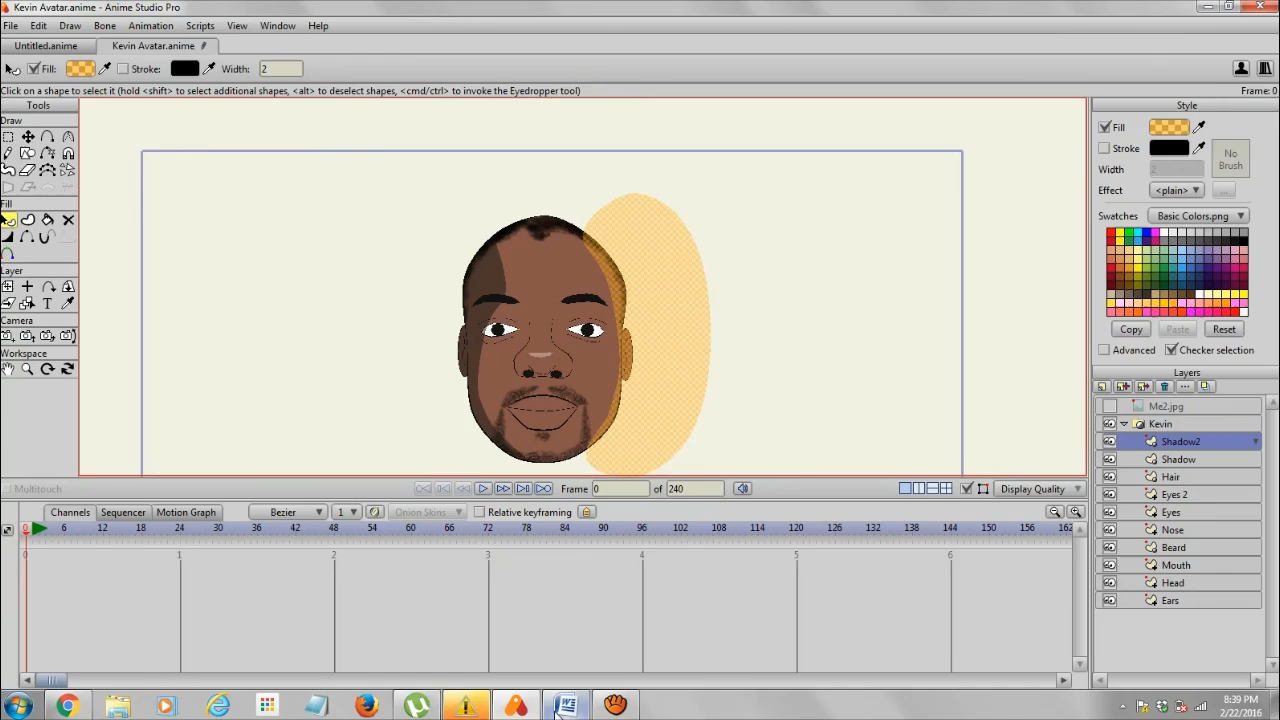 Kevin Avatar.anime - Anime Studio Pro
File Edit Draw Bone Animation Scripts View Window Help
Untitled.anime Kevin Avatar.anime
Fill: Stroke: Width: 2
Click on a shape to select it (hold <shift> to select additional shapes, <alt> to deselect shapes, <cmd/ctrl> to invoke the Eyedropper tool) Frame: 0
Tools
Style
Draw
Fill
Stroke
No Brush
Width 2
Effect <plain> ...
Fill
Swatches Basic Colors.png
Layer
Camera
Copy Paste Reset
Workspace
Advanced Checker selection
Layers
Me2.jpg
Kevin
Shadow2
Shadow
Hair
Eyes 2
Eyes
Nose
Beard
Mouth
Head
Ears
Multitouch Frame 0 of 240 Display Quality
Channels Sequencer Motion Graph Bezier 1 Onion Skins Relative keyframing
0 6 12 18 24 30 36 42 48 54 60 66 72 78 84 90 96 102 108 114 120 126 132 138 144 150 156 162
0 1 2 3 4 5 6
8:39 PM
2/22/2016